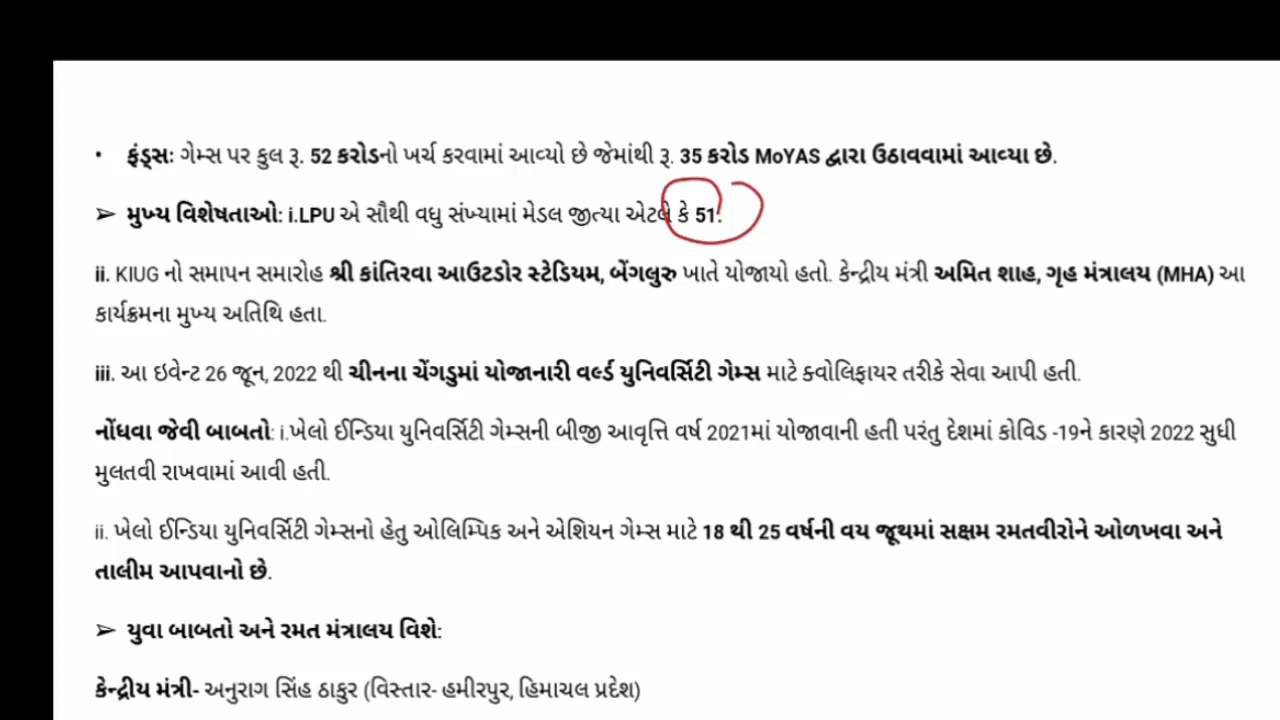 • ફંડ્સ: ગેમ્સ પર કુલ રૂ. 52 કરોડનો ખર્ચ કરવામાં આવ્યો છે જેમાંથી રૂ. 35 કરોડ MoYAS દ્વારા ઉઠાવવામાં આવ્યા છે.
➢ મુખ્ય વિશેષતાઓ: i.LPU એ સૌથી વધુ સંખ્યામાં મેડલ જીત્યા એટલે કે 51.
ii. KIUG નો સમાપન સમારોહ શ્રી કાંતિરવા આઉટડોર સ્ટેડિયમ, બેંગલુરુ ખાતે યોજાયો હતો. કેન્દ્રીય મંત્રી અમિત શાહ, ગૃહ મંત્રાલય (MHA) આ
કાર્યક્રમના મુખ્ય અતિથિ હતા.
iii. આ ઇવેન્ટ 26 જૂન, 2022 થી ચીનના ચેંગડુમાં યોજાનારી વર્લ્ડ યુનિવર્સિટી ગેમ્સ માટે ક્વોલિફાયર તરીકે સેવા આપી હતી.
નોંધવા જેવી બાબતો: i.ખેલો ઈન્ડિયા યુનિવર્સિટી ગેમ્સની બીજી આવૃત્તિ વર્ષ 2021માં યોજાવાની હતી પરંતુ દેશમાં કોવિડ -19ને કારણે 2022 સુધી
મુલતવી રાખવામાં આવી હતી.
ii. ખેલો ઈન્ડિયા યુનિવર્સિટી ગેમ્સનો હેતુ ઓલિમ્પિક અને એશિયન ગેમ્સ માટે 18 થી 25 વર્ષની વય જૂથમાં સક્ષમ રમતવીરોને ઓળખવા અને
તાલીમ આપવાનો છે.
➢ યુવા બાબતો અને રમત મંત્રાલય વિશે:
કેન્દ્રીય મંત્રી- અનુરાગ સિંહ ઠાકુર (વિસ્તાર- હમીરપુર, હિમાચલ પ્રદેશ)